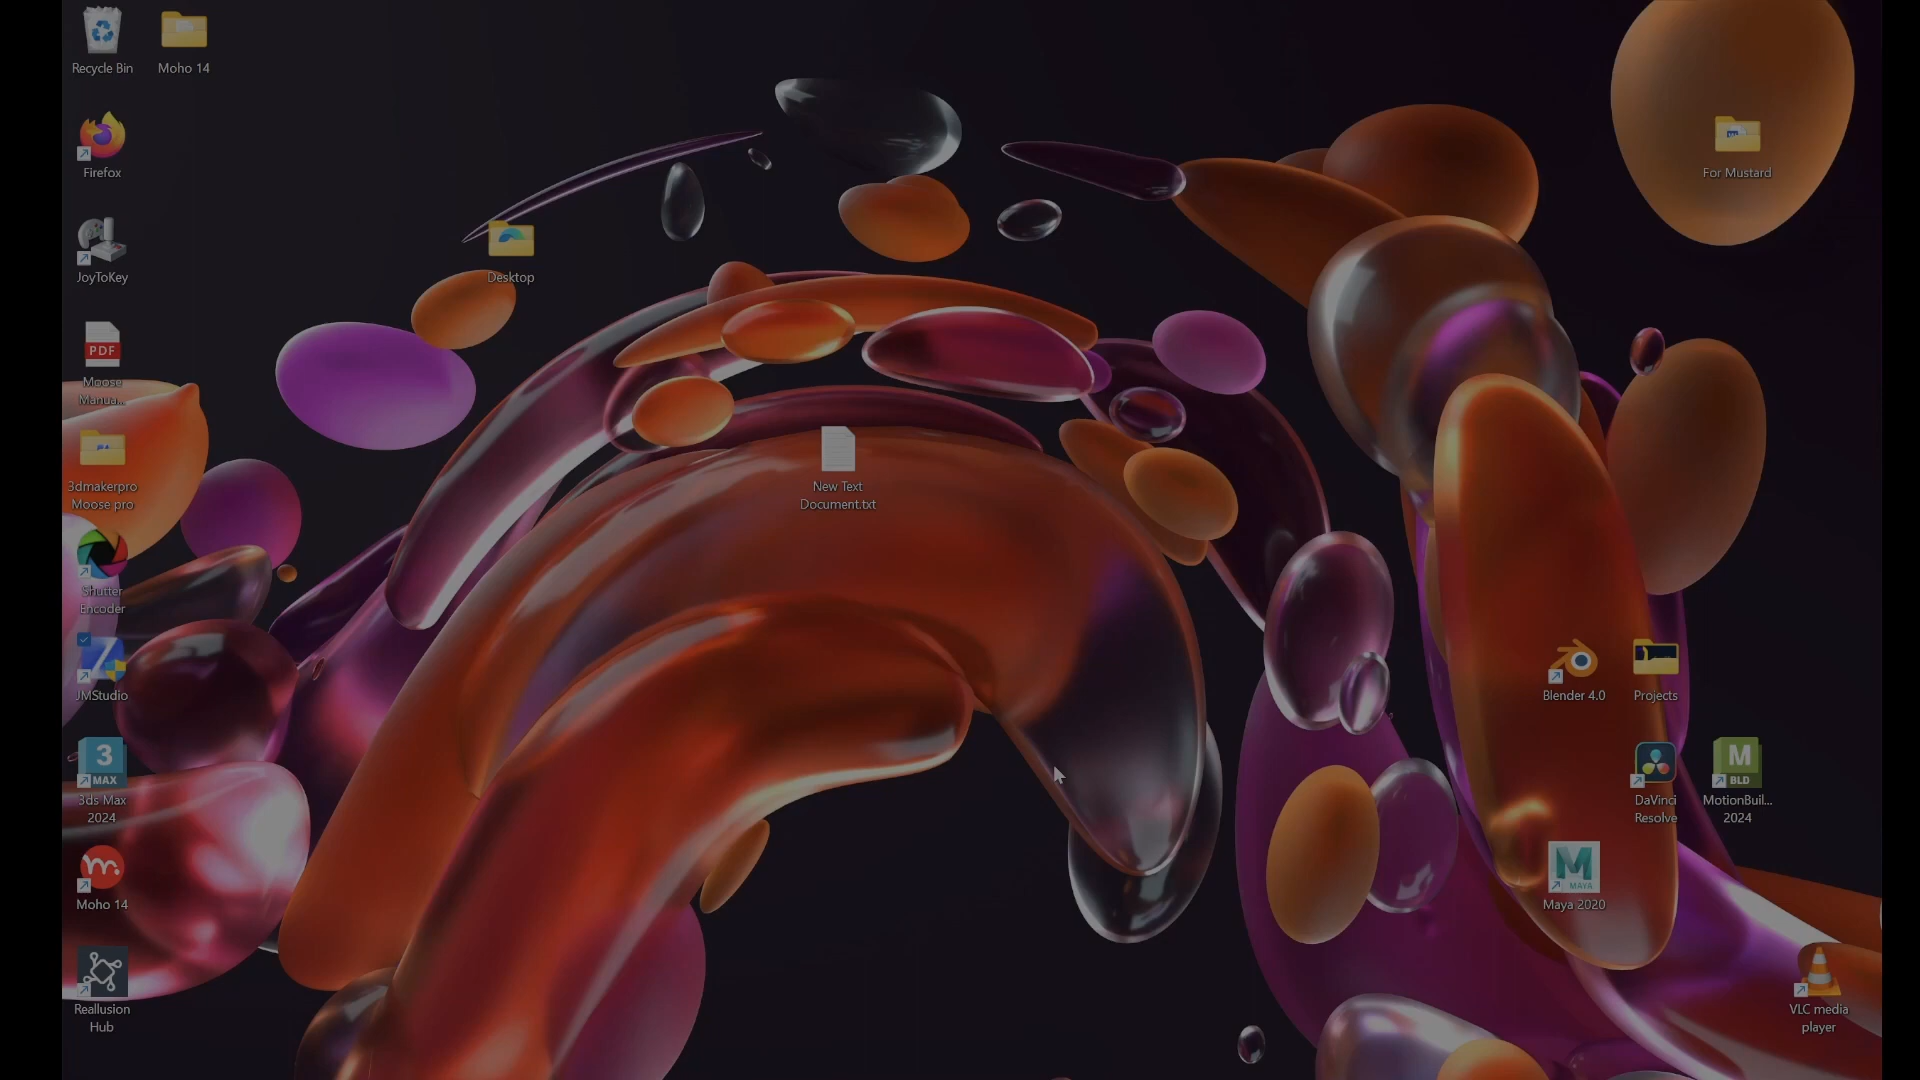 Recycle Bin
Moho 14
Firefox
For Mustard
JoyToKey
Desktop
PDF
Moose
Manua...
3dmakerpro
Moose pro
New Text
Document.txt
Shutter
Encoder
JMStudio
Blender 4.0
Projects
3
MAX
3ds Max
2024
DaVinci
Resolve
M
BLD
MotionBuil...
2024
m
Moho 14
M
MAYA
Maya 2020
Reallusion
Hub
VLC media
player